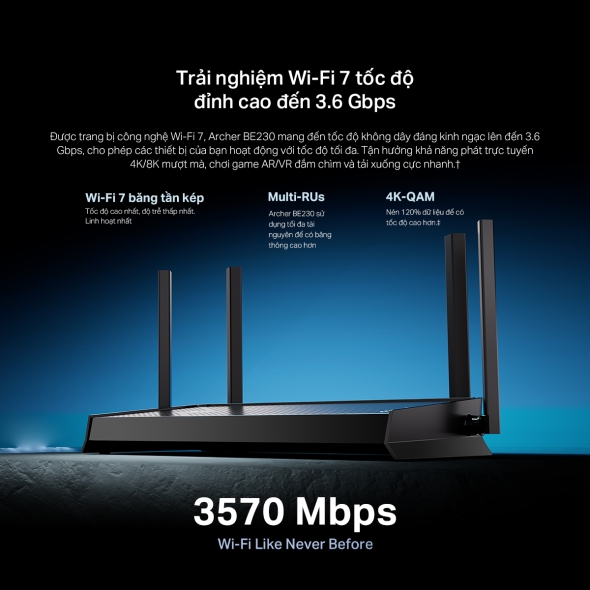 Trải nghiệm Wi-Fi 7 tốc độ
đỉnh cao đến 3.6 Gbps
Được trang bị công nghệ Wi-Fi 7, Archer BE230 mang đến tốc độ không dây đáng kinh ngạc lên đến 3.6
Gbps, cho phép các thiết bị của bạn hoạt động với tốc độ tối đa. Tận hưởng khả năng phát trực tuyến
4K/8K mượt mà, chơi game AR/VR đắm chìm và tải xuống cực nhanh.†
Wi-Fi 7 băng tần kép
Tốc độ cao nhất, độ trễ thấp nhất.
Linh hoạt nhất
Multi-RUs
Archer BE230 sử
dụng tối đa tài
nguyên để có băng
thông cao hơn
4K-QAM
Nén 120% dữ liệu để có
tốc độ cao hơn.‡
3570 Mbps
Wi-Fi Like Never Before